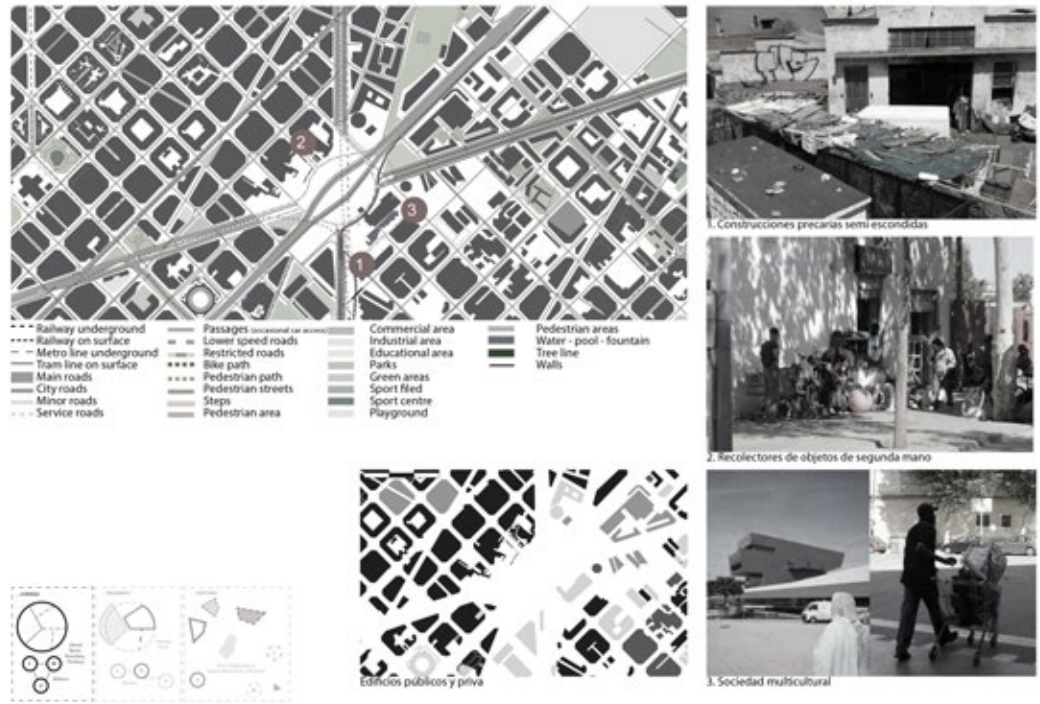 2
3
1
Railway underground
Railway on surface
Metro line underground
Tram line on surface
Main roads
City roads
Minor roads
Service roads
Passages (occasional car access)
Lower speed roads
Restricted roads
Bike path
Pedestrian path
Pedestrian streets
Steps
Pedestrian area
Commercial area
Industrial area
Educational area
Parks
Green areas
Sport filed
Sport centre
Playground
Pedestrian areas
Water - pool - fountain
Tree line
Walls
1. Construcciones precarias semi escondidas
2. Recolectores de objetos de segunda mano
3. Sociedad multicultural
Edificios públicos y priva